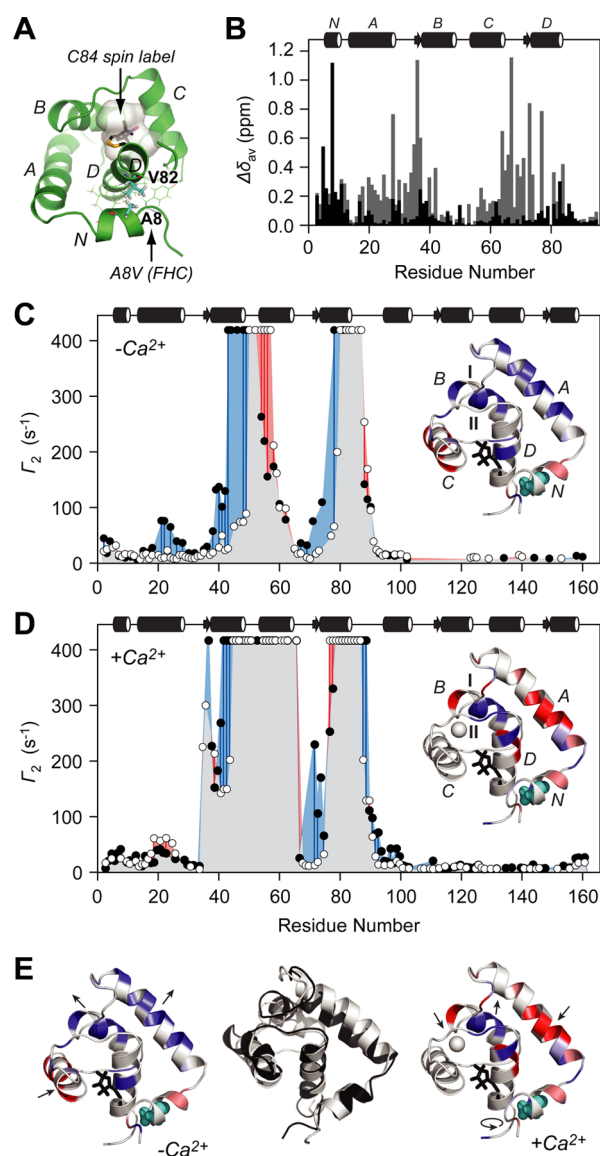 A
C84 spin label
B
C
A
D
D
V82
A8
N
A8V (FHC)
B
N A B C D
1.2
1.0
0.8
0.6
0.4
0.2
0.0
Δδav (ppm)
20 40 60 80
Residue Number
C
-Ca2+
400
300
200
100
0
Γ2 (s-1)
0 20 40 60 80 100 120 140 160
I
B
A
II
D
C
N
D
+Ca2+
400
300
200
100
0
Γ2 (s-1)
0 20 40 60 80 100 120 140 160
Residue Number
I
B
A
II
D
C
N
E
-Ca2+
+Ca2+